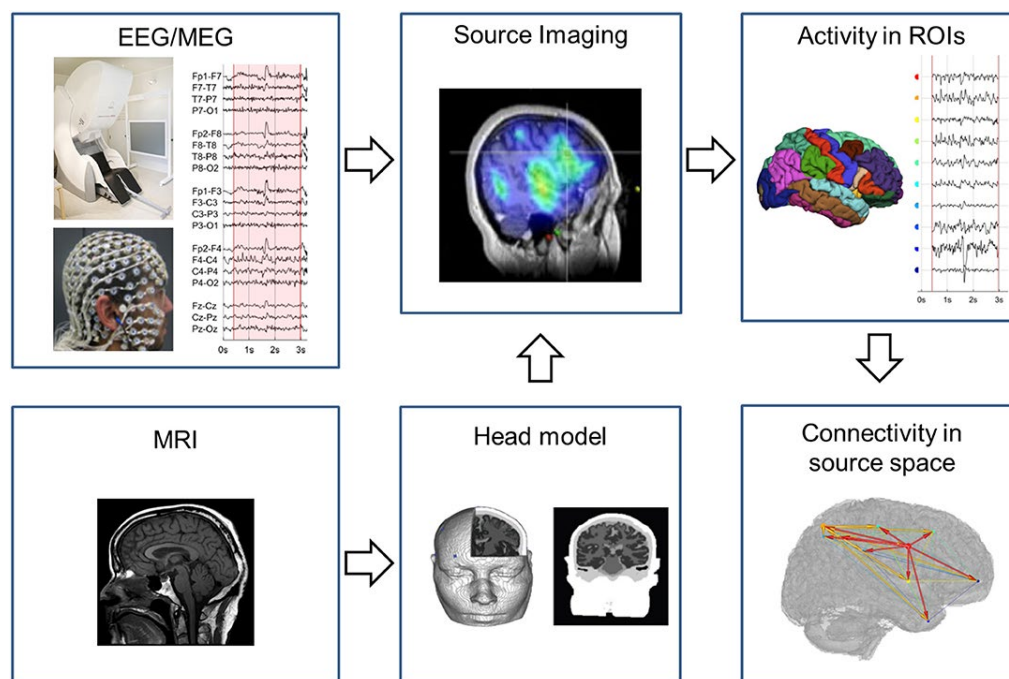 EEG/MEG
Fp1-F7
F7-T7
T7-P7
P7-O1
Fp2-F8
F8-T8
T8-P8
P8-O2
Fp1-F3
F3-C3
C3-P3
P3-O1
Fp2-F4
F4-C4
C4-P4
P4-O2
Fz-Cz
Cz-Pz
Pz-Oz
0s 1s 2s 3s
Source Imaging
Activity in ROIs
0s 1s 2s 3s
MRI
Head model
Connectivity in
source space